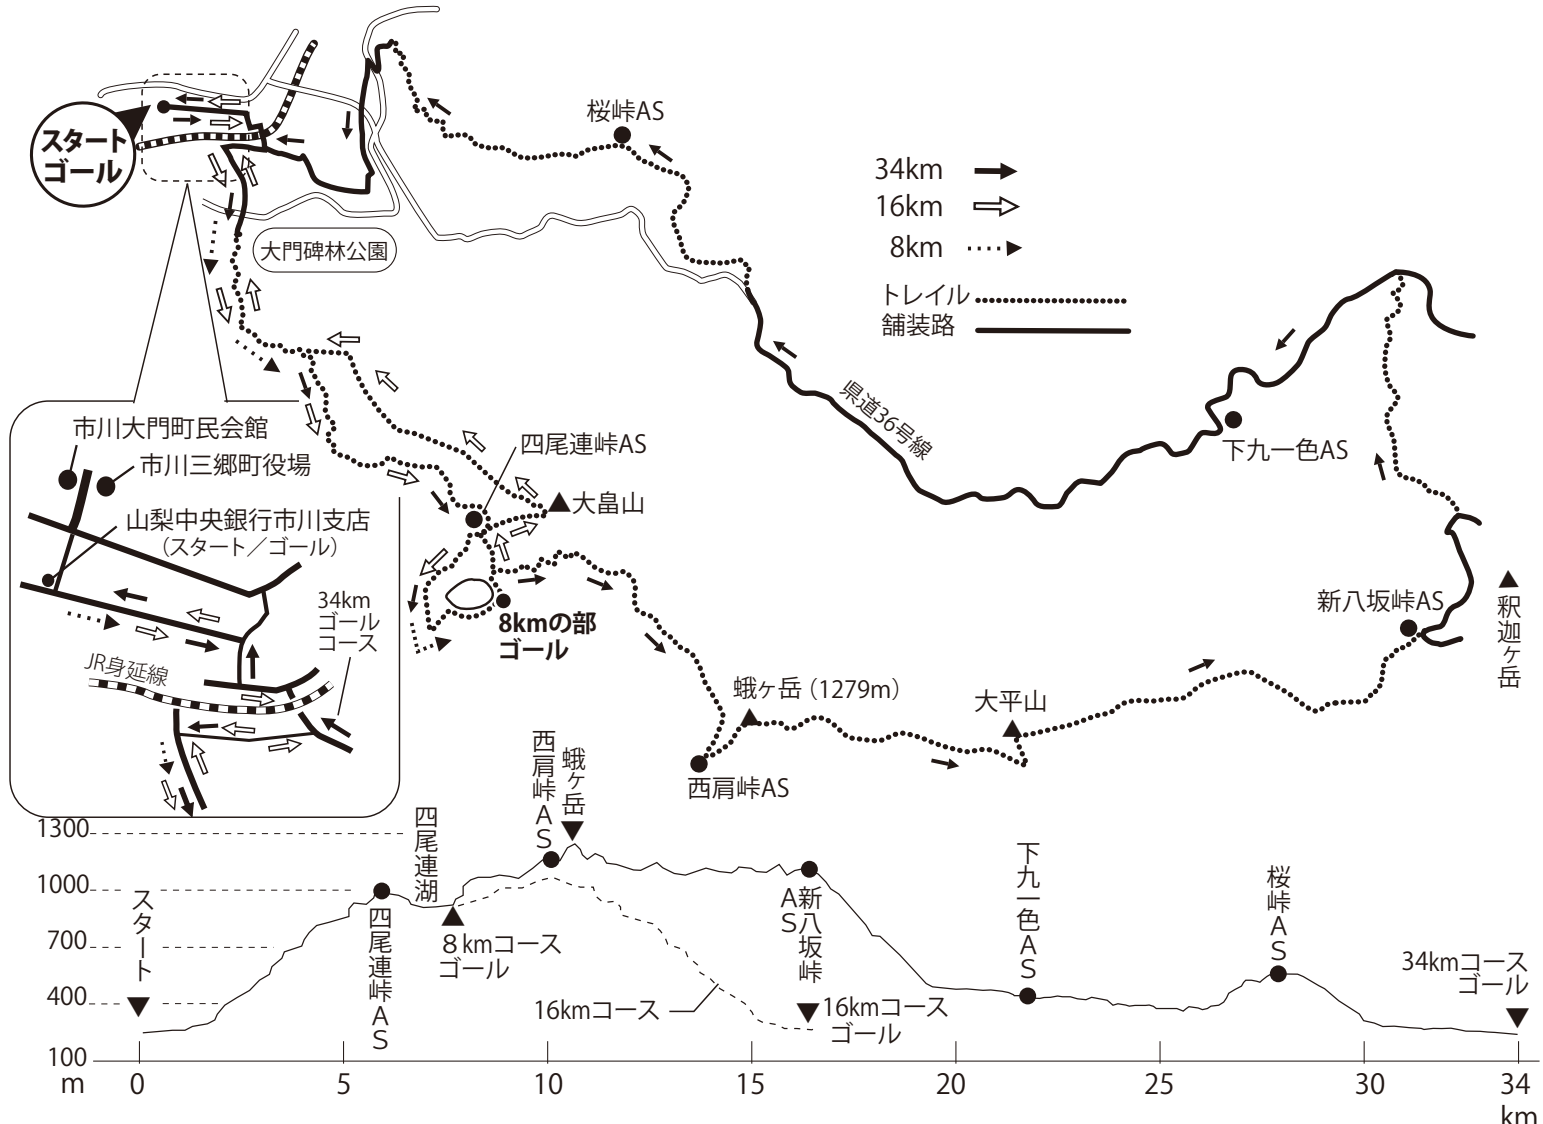 桜峠AS
スタート
ゴール
34km
16km
8km
大門碑林公園
トレイル
舗装路
県道36号線
市川大門町民会館
四尾連峠AS
下九一色AS
市川三郷町役場
大畠山
山梨中央銀行市川支店
(スタート／ゴール)
34km
ゴール
コース
8kmの部
ゴール
新八坂峠AS
釈迦ヶ岳
JR身延線
蛾ヶ岳（1279m）
大平山
西肩峠AS
1300
1000
700
400
100
m
スタート
四尾連峠AS
四尾連湖
8kmコース
ゴール
西肩峠AS
蛾ヶ岳
16kmコース
新八坂峠
AS
16kmコース
ゴール
下九一色AS
桜峠AS
34kmコース
ゴール
0
5
10
15
20
25
30
34
km